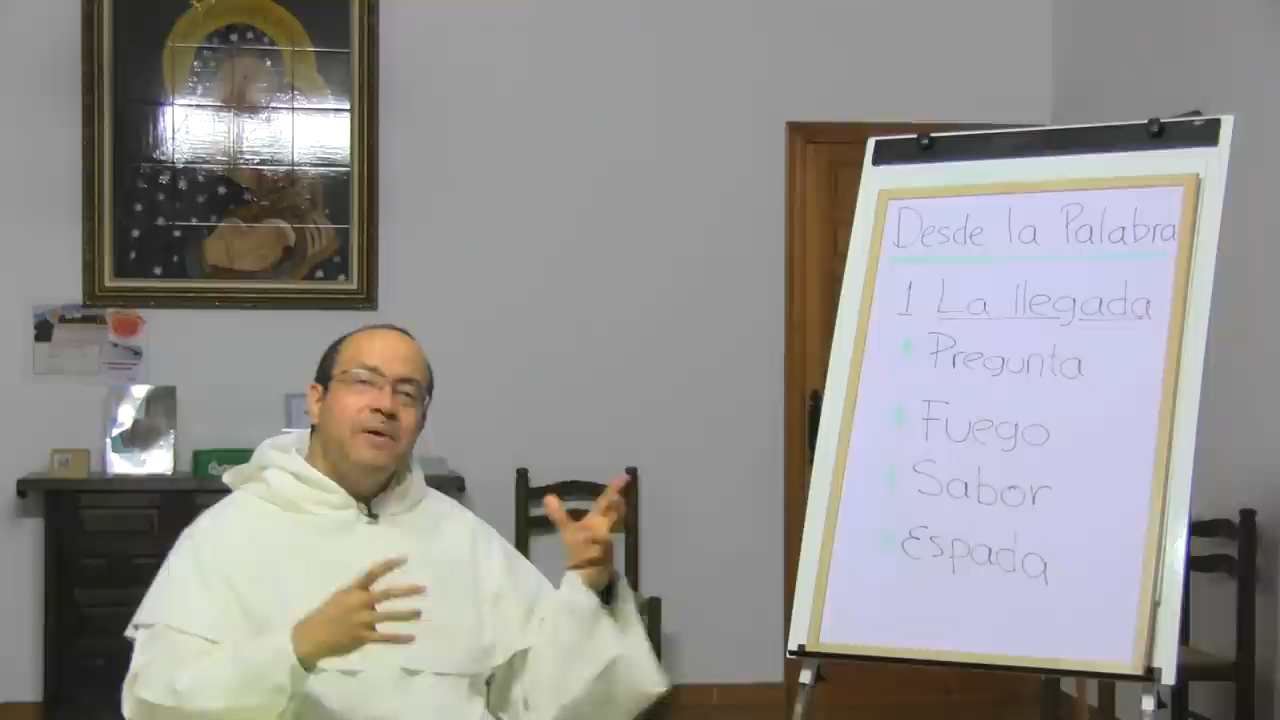 Desde la Palabra
1 La llegada
Pregunta
Fuego
Sabor
Espada